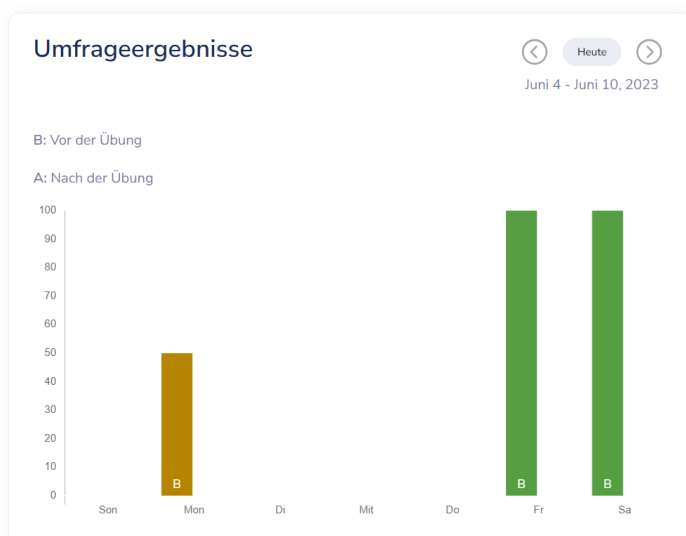 Umfrageergebnisse
Heute
Juni 4 - Juni 10, 2023
B: Vor der Übung
A: Nach der Übung
100
90
80
70
60
50
40
30
20
10
0
B
B
B
Son Mon Di Mit Do Fr Sa